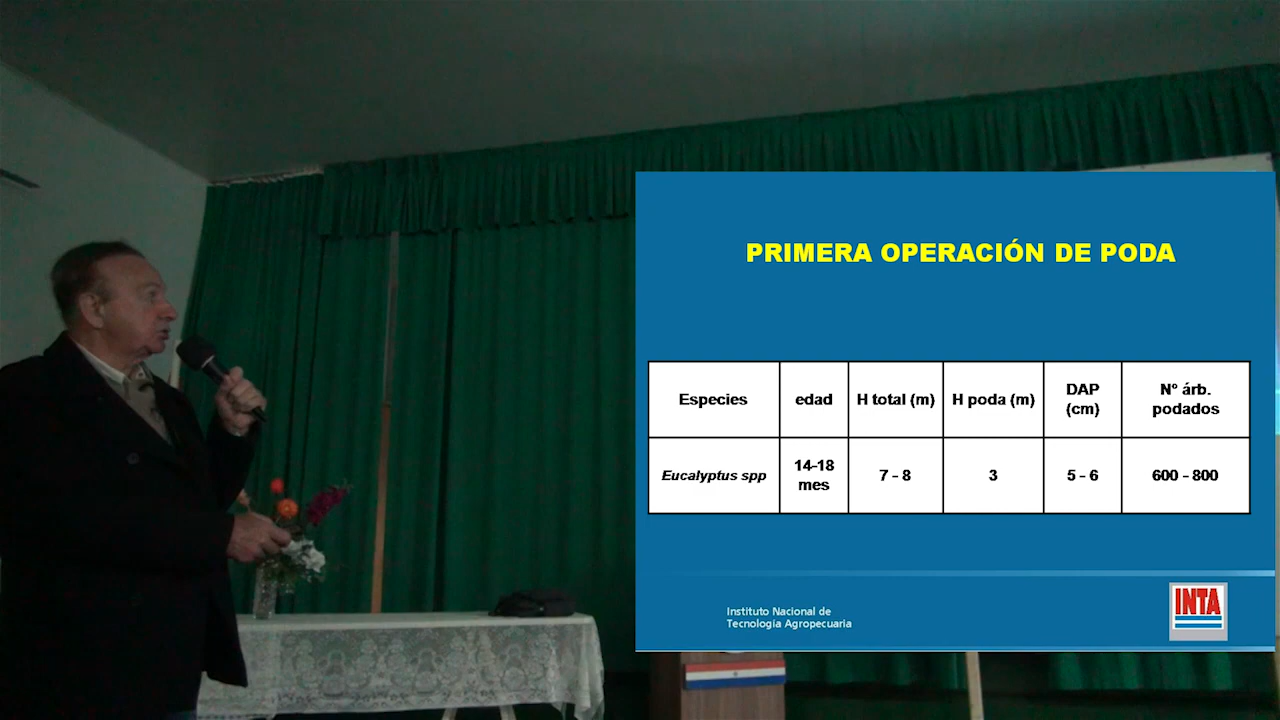 PRIMERA OPERACIÓN DE PODA
Especies
edad
H total (m)
H poda (m)
DAP
(cm)
Nº árb.
podados
Eucalyptus spp
14-18
mes
7 - 8
3
5 - 6
600 - 800
Instituto Nacional de
Tecnología Agropecuaria
INTA